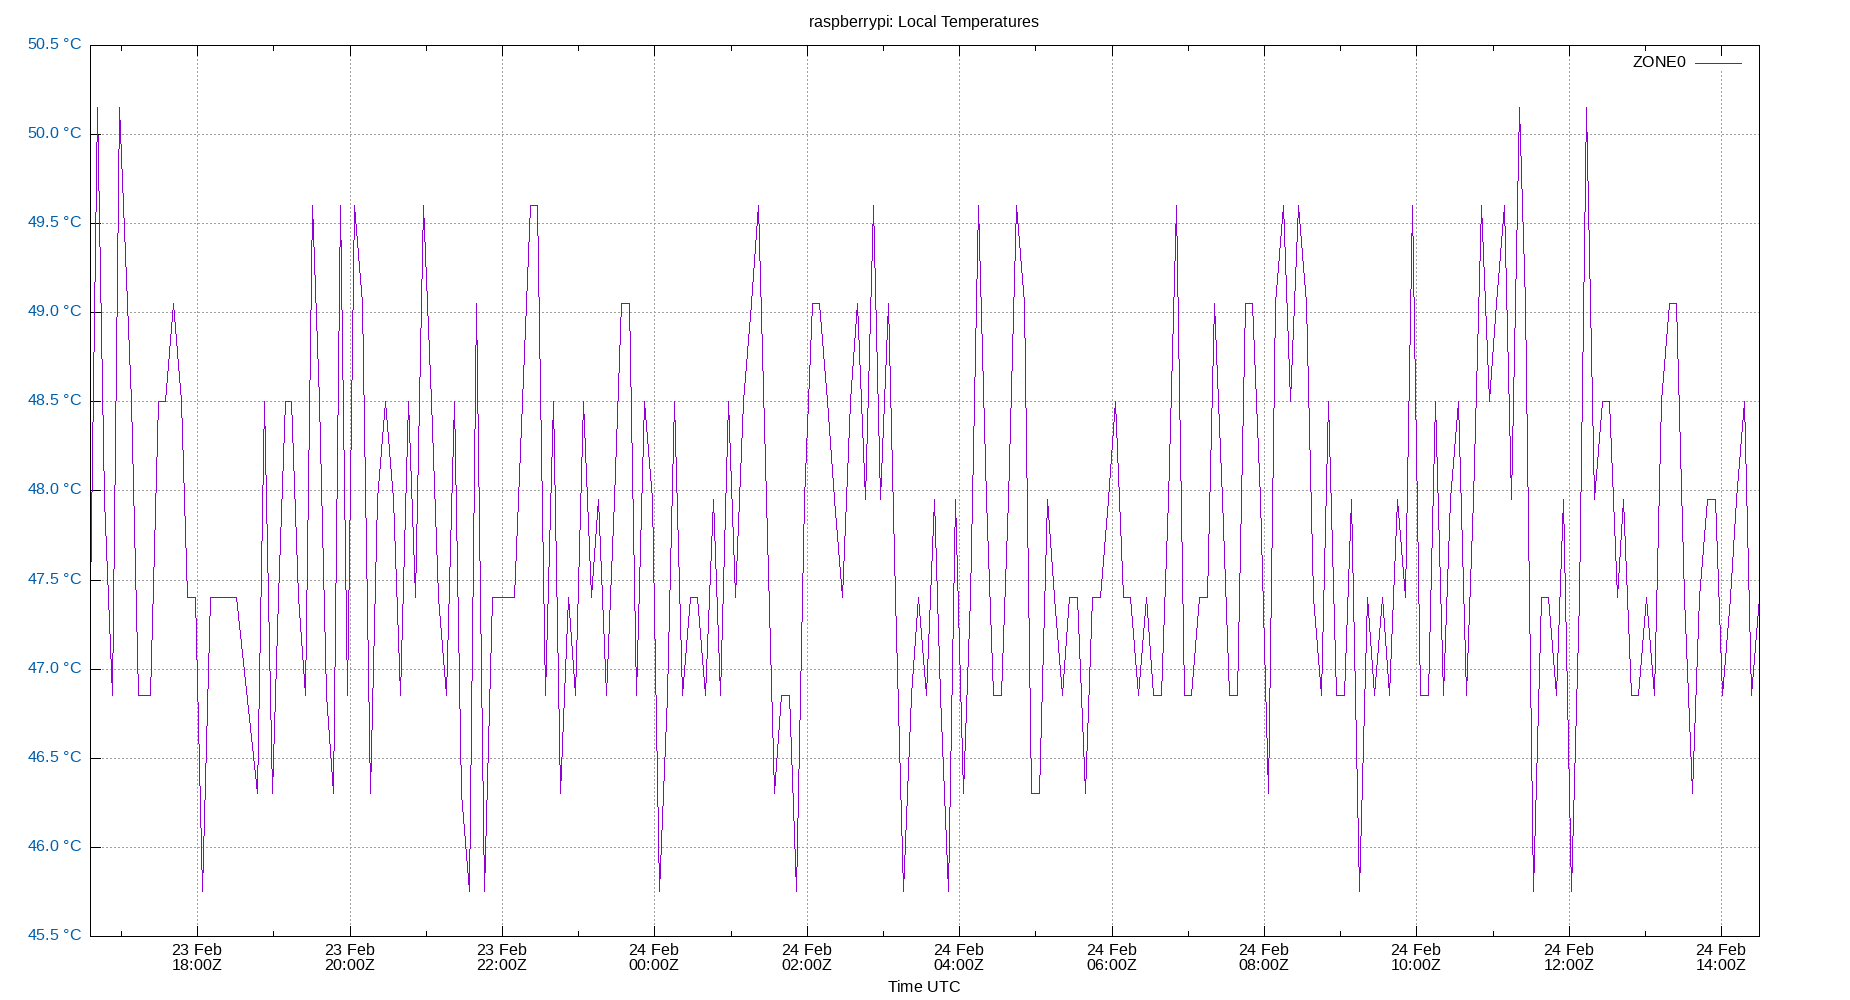 raspberrypi: Local Temperatures
ZONE0
50.5 °C
50.0 °C
49.5 °C
49.0 °C
48.5 °C
48.0 °C
47.5 °C
47.0 °C
46.5 °C
46.0 °C
45.5 °C
23 Feb
18:00Z
23 Feb
20:00Z
23 Feb
22:00Z
24 Feb
00:00Z
24 Feb
02:00Z
24 Feb
04:00Z
24 Feb
06:00Z
24 Feb
08:00Z
24 Feb
10:00Z
24 Feb
12:00Z
24 Feb
14:00Z
Time UTC